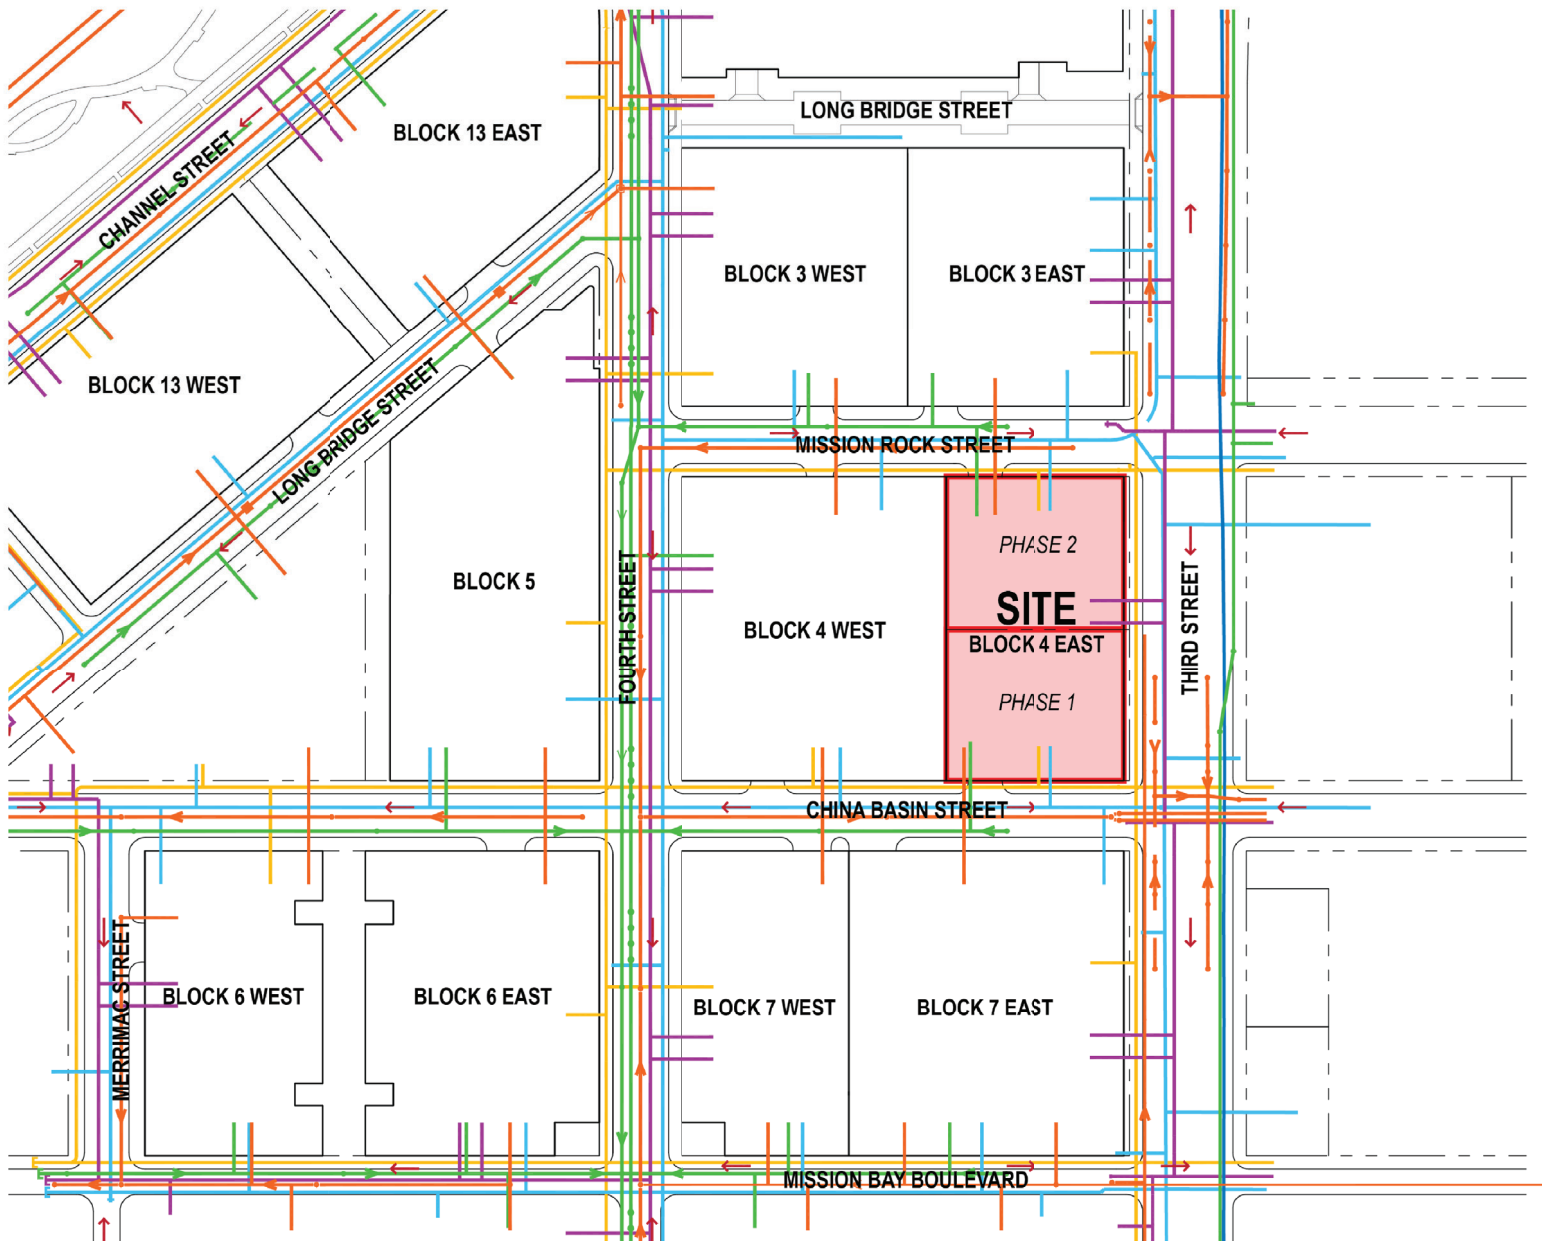 LONG BRIDGE STREET
BLOCK 13 EAST
CHANNEL STREET
BLOCK 3 WEST
BLOCK 3 EAST
BLOCK 13 WEST
LONG BRIDGE STREET
MISSION ROCK STREET
PHASE 2
BLOCK 5
FOURTH STREET
SITE
THIRD STREET
BLOCK 4 WEST
BLOCK 4 EAST
PHASE 1
CHINA BASIN STREET
MERRIMAC STREET
BLOCK 6 WEST
BLOCK 6 EAST
BLOCK 7 WEST
BLOCK 7 EAST
MISSION BAY BOULEVARD